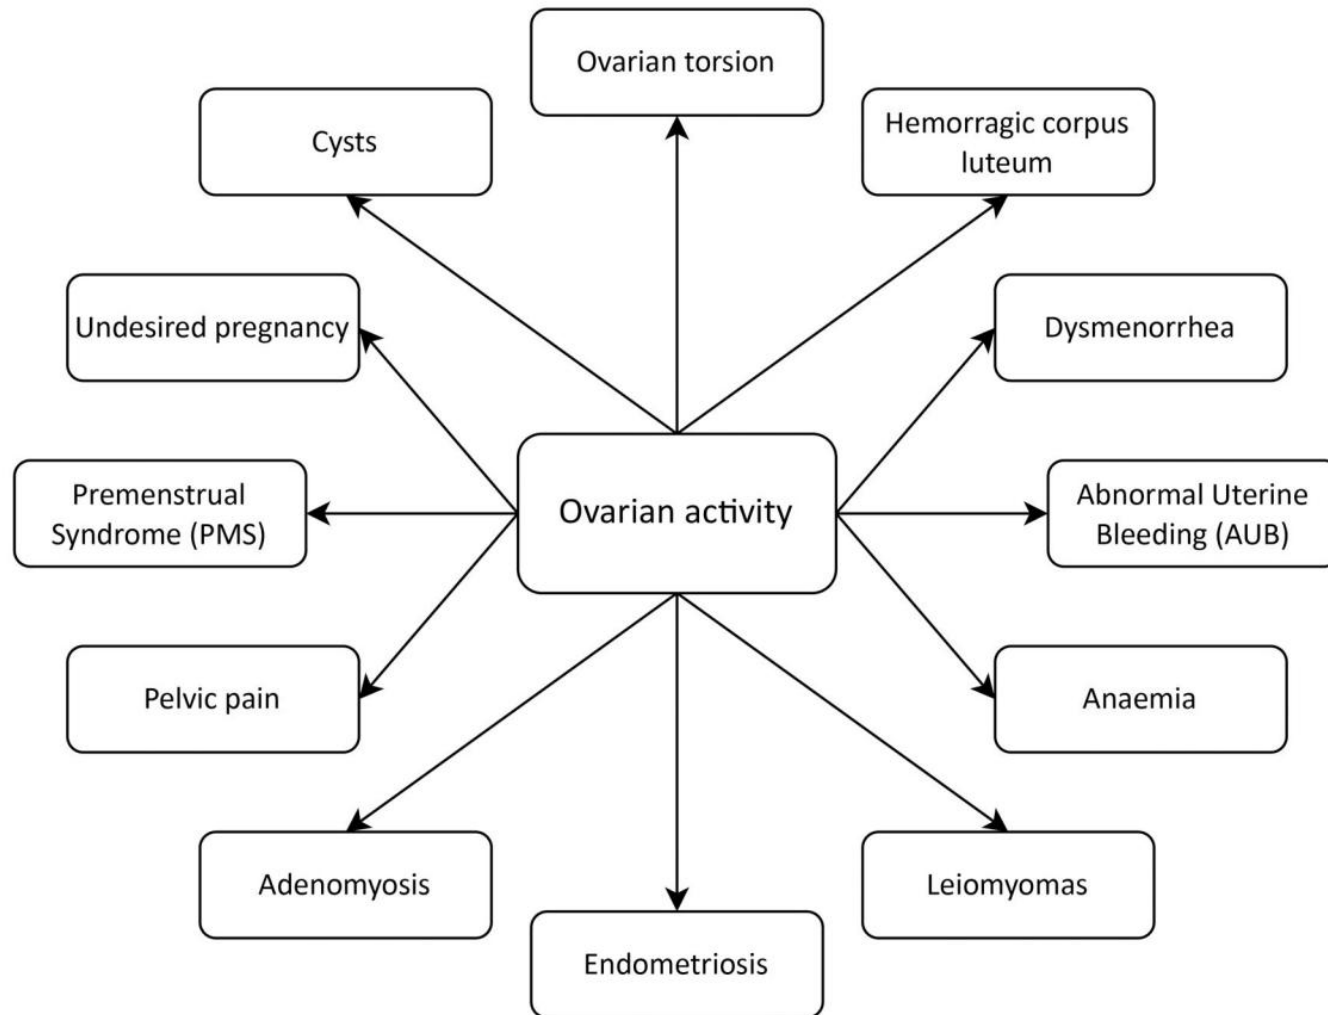 Ovarian torsion
Cysts
Hemorragic corpus
luteum
Undesired pregnancy
Dysmenorrhea
Premenstrual
Syndrome (PMS)
Ovarian activity
Abnormal Uterine
Bleeding (AUB)
Pelvic pain
Anaemia
Adenomyosis
Leiomyomas
Endometriosis